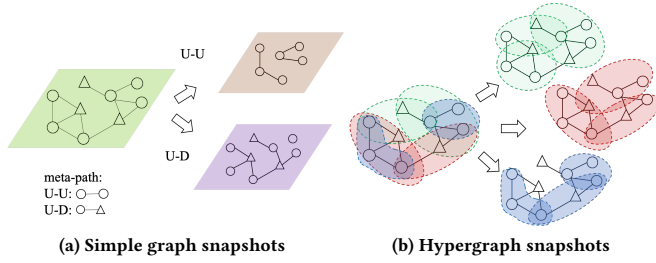 U-U
U-D
meta-path:
U-U:
U-D:
(a) Simple graph snapshots
(b) Hypergraph snapshots